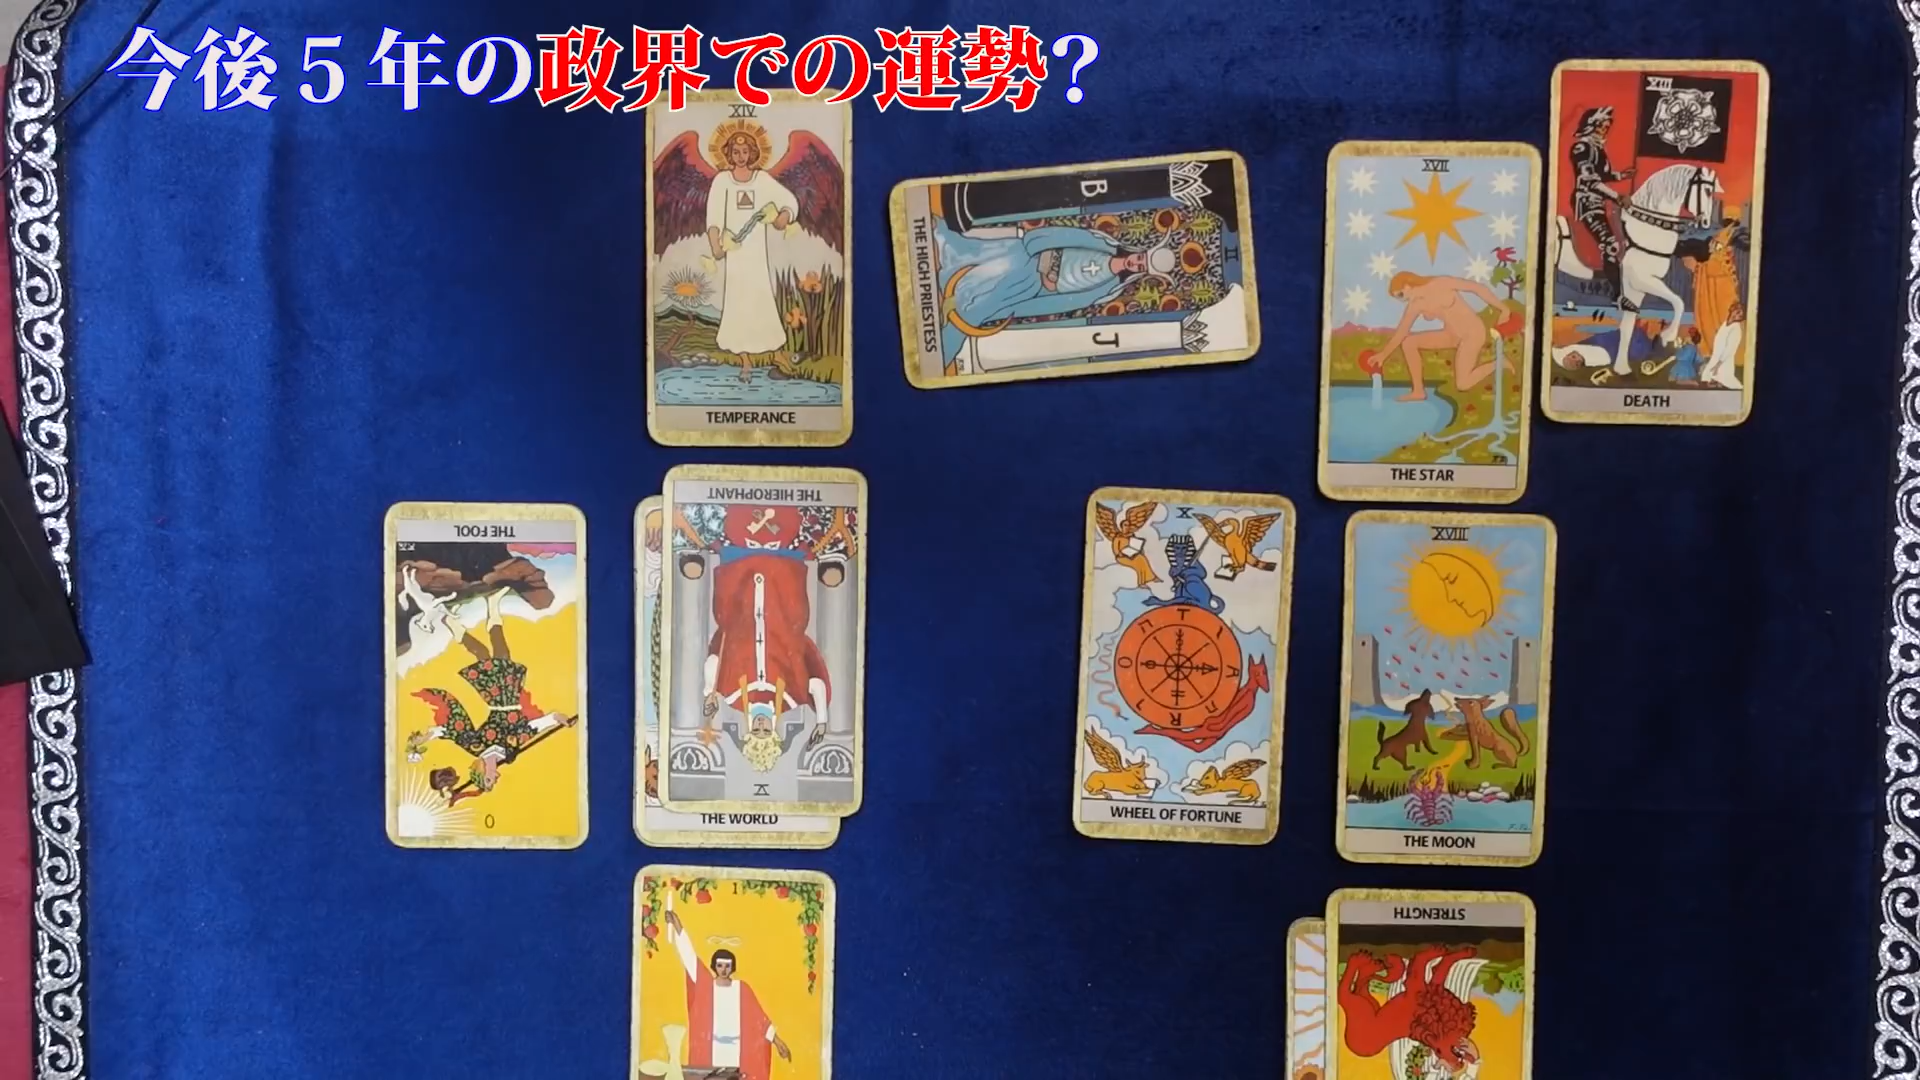 今後５年の政界での運勢？
XIV
TEMPERANCE
B
J
II
THE HIGH PRIESTESS
XVII
THE STAR
XIII
DEATH
THE FOOL
0
THE HIEROPHANT
V
THE WORLD
X
WHEEL OF FORTUNE
XVIII
THE MOON
I
STRENGTH